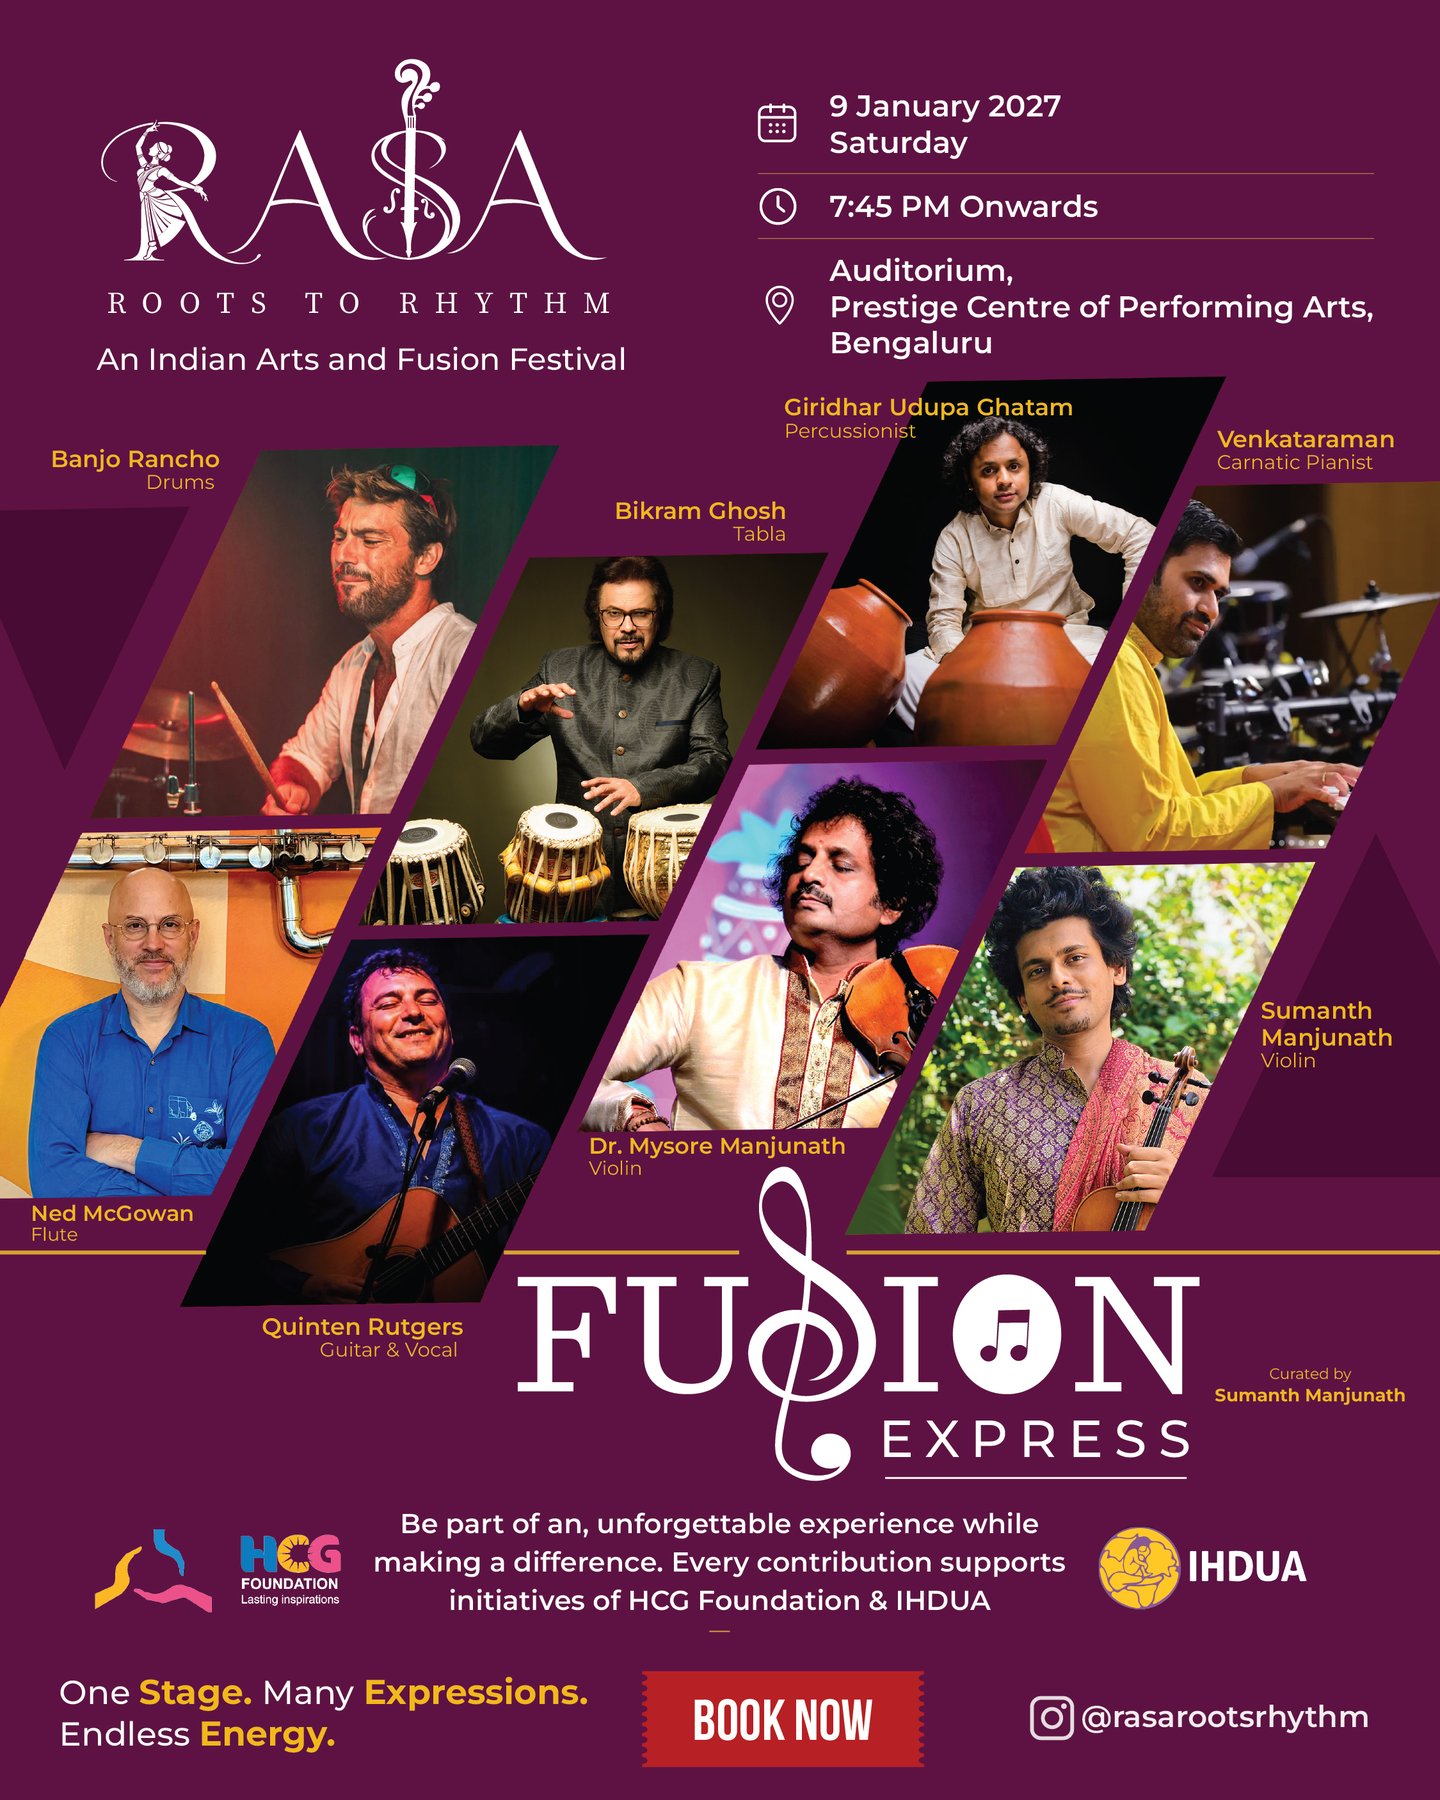 RASA
ROOTS TO RHYTHM
An Indian Arts and Fusion Festival
9 January 2027
Saturday
7:45 PM Onwards
Auditorium,
Prestige Centre of Performing Arts,
Bengaluru
Banjo Rancho
Drums
Bikram Ghosh
Tabla
Giridhar Udupa Ghatam
Percussionist
Venkataraman
Carnatic Pianist
Ned McGowan
Flute
Quinten Rutgers
Guitar & Vocal
Dr. Mysore Manjunath
Violin
Sumanth
Manjunath
Violin
FUSION
EXPRESS
Curated by
Sumanth Manjunath
HCG
FOUNDATION
Lasting inspirations
Be part of an, unforgettable experience while
making a difference. Every contribution supports
initiatives of HCG Foundation & IHDUA
IHDUA
One Stage. Many Expressions.
Endless Energy.
BOOK NOW
@rasarootsrhythm